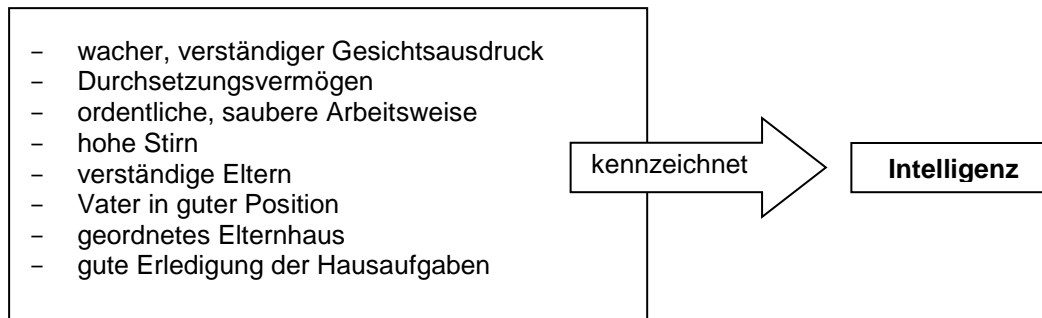 - wacher, verständiger Gesichtsausdruck
- Durchsetzungsvermögen
- ordentliche, saubere Arbeitsweise
- hohe Stirn
- verständige Eltern
- Vater in guter Position
- geordnetes Elternhaus
- gute Erledigung der Hausaufgaben
kennzeichnet
Intelligenz